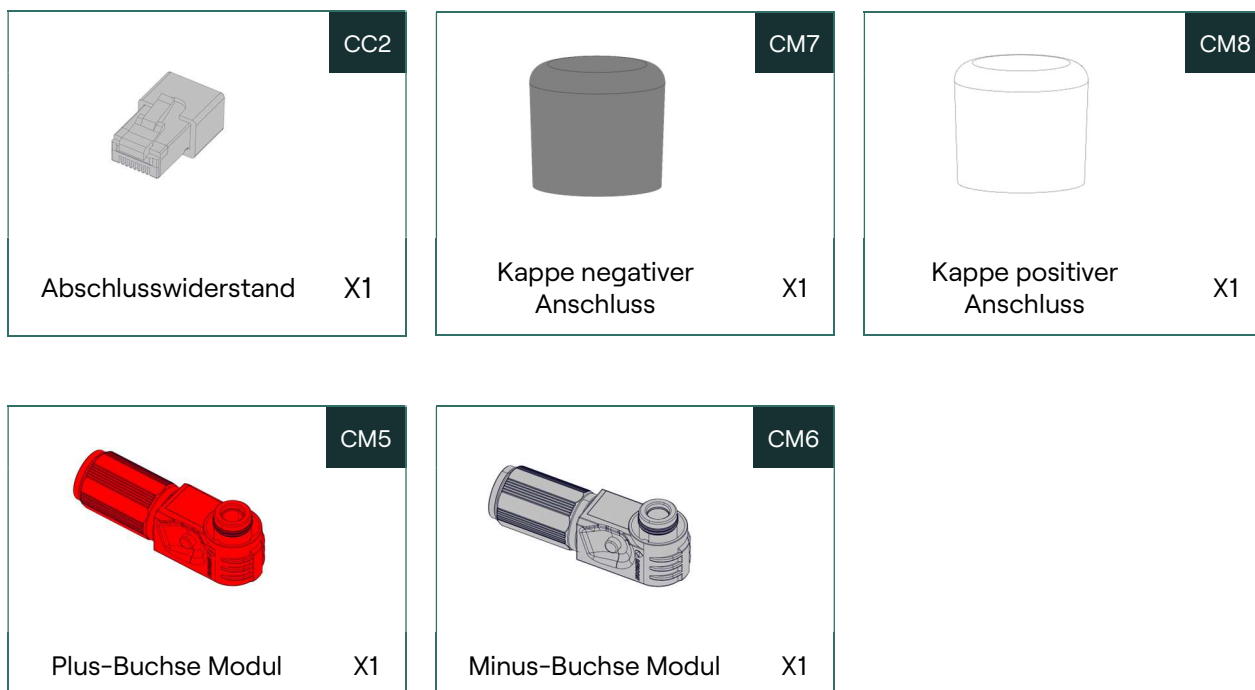 CC2
Abschlusswiderstand X1
CM7
Kappe negativer
Anschluss
X1
CM8
Kappe positiver
Anschluss
X1
CM5
Plus-Buchse Modul X1
CM6
Minus-Buchse Modul X1